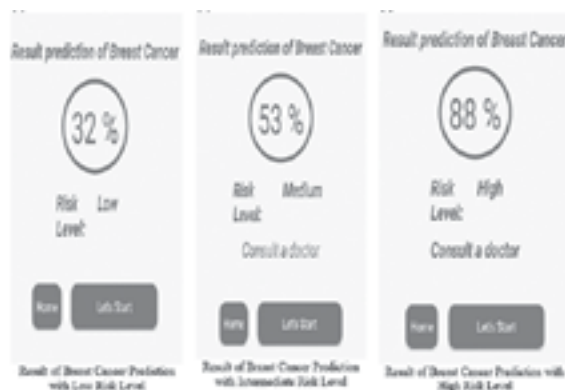 Result prediction of Breast Cancer
32 %
Risk Low
Level:
Home Lets Start
Result of Breast Cancer Prediction
with Low Risk Level
Result prediction of Breast Cancer
53 %
Risk Medium
Level:
Consult a doctor
Home Lets Start
Result of Breast Cancer Prediction
with Intermediate Risk Level
Result prediction of Breast Cancer
88 %
Risk High
Level:
Consult a doctor
Home Lets Start
Result of Breast Cancer Prediction with
High Risk Level